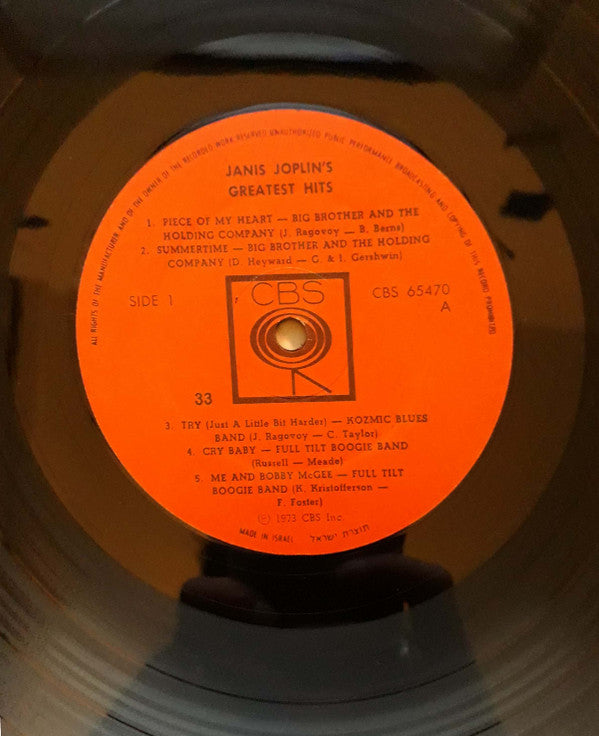 ALL RIGHTS OF THE MANUFACTURER AND OF THE OWNER OF THE RECORDED WORK RESERVED UNAUTHORIZED PUBLIC PERFORMANCE BROADCASTING AND COPYING OF THIS RECORD PROHIBITED
JANIS JOPLIN'S
GREATEST HITS
1. PIECE OF MY HEART — BIG BROTHER AND THE
HOLDING COMPANY (J. Ragovoy — B. Berns)
2. SUMMERTIME — BIG BROTHER AND THE HOLDING
COMPANY (D. Heyward — G. & I. Gershwin)
SIDE 1
CBS
CBS 65470
A
33
3. TRY (Just A Little Bit Harder) — KOZMIC BLUES
BAND (J. Ragovoy — C. Taylor)
4. CRY BABY — FULL TILT BOOGIE BAND
(Russell — Meade)
5. ME AND BOBBY McGEE — FULL TILT
BOOGIE BAND (K. Kristofferson —
F. Foster)
© 1973 CBS Inc.
MADE IN ISRAEL תוצרת ישראל